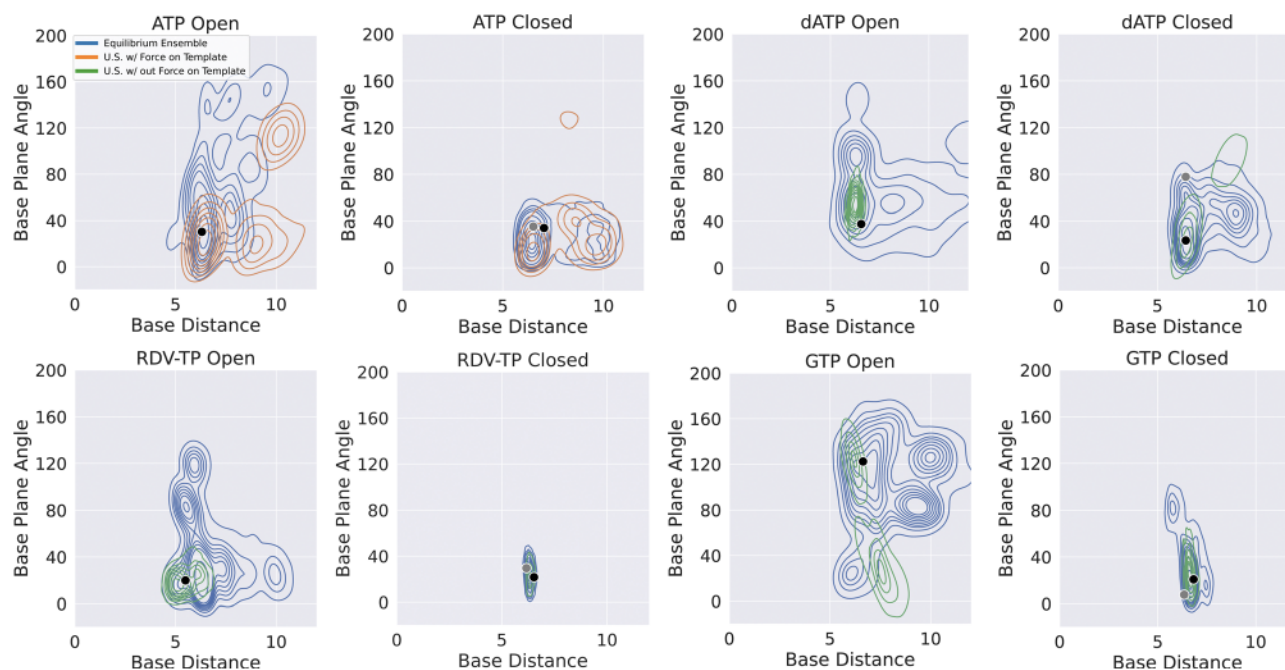 ATP Open
ATP Closed
dATP Open
dATP Closed
Equilibrium Ensemble
U.S. w/ Force on Template
U.S. w/ out Force on Template
Base Plane Angle
200
160
120
80
40
0
0
5
10
Base Distance
Base Plane Angle
200
160
120
80
40
0
0
5
10
Base Distance
Base Plane Angle
200
160
120
80
40
0
0
5
10
Base Distance
Base Plane Angle
200
160
120
80
40
0
0
5
10
Base Distance
RDV-TP Open
RDV-TP Closed
GTP Open
GTP Closed
Base Plane Angle
200
160
120
80
40
0
0
5
10
Base Distance
Base Plane Angle
200
160
120
80
40
0
0
5
10
Base Distance
Base Plane Angle
200
160
120
80
40
0
0
5
10
Base Distance
Base Plane Angle
200
160
120
80
40
0
0
5
10
Base Distance